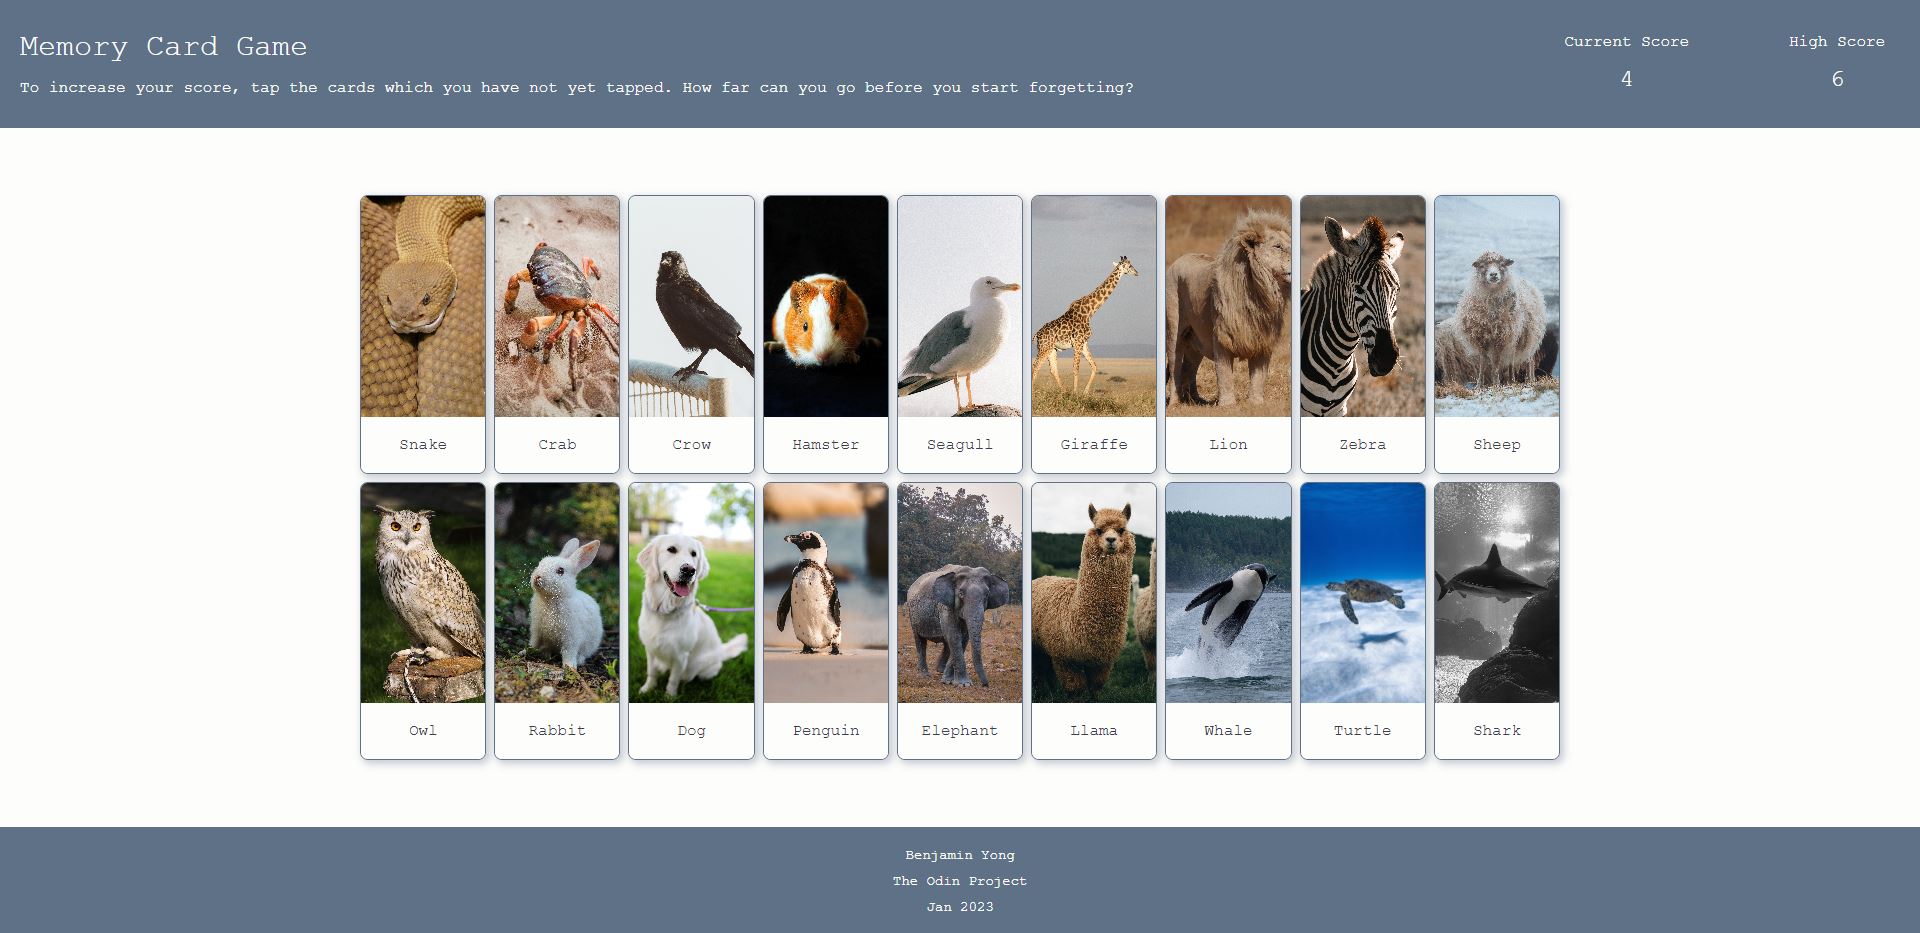 Memory Card Game
To increase your score, tap the cards which you have not yet tapped. How far can you go before you start forgetting?
Current Score
4
High Score
6
Snake
Crab
Crow
Hamster
Seagull
Giraffe
Lion
Zebra
Sheep
Owl
Rabbit
Dog
Penguin
Elephant
Llama
Whale
Turtle
Shark
Benjamin Yong
The Odin Project
Jan 2023